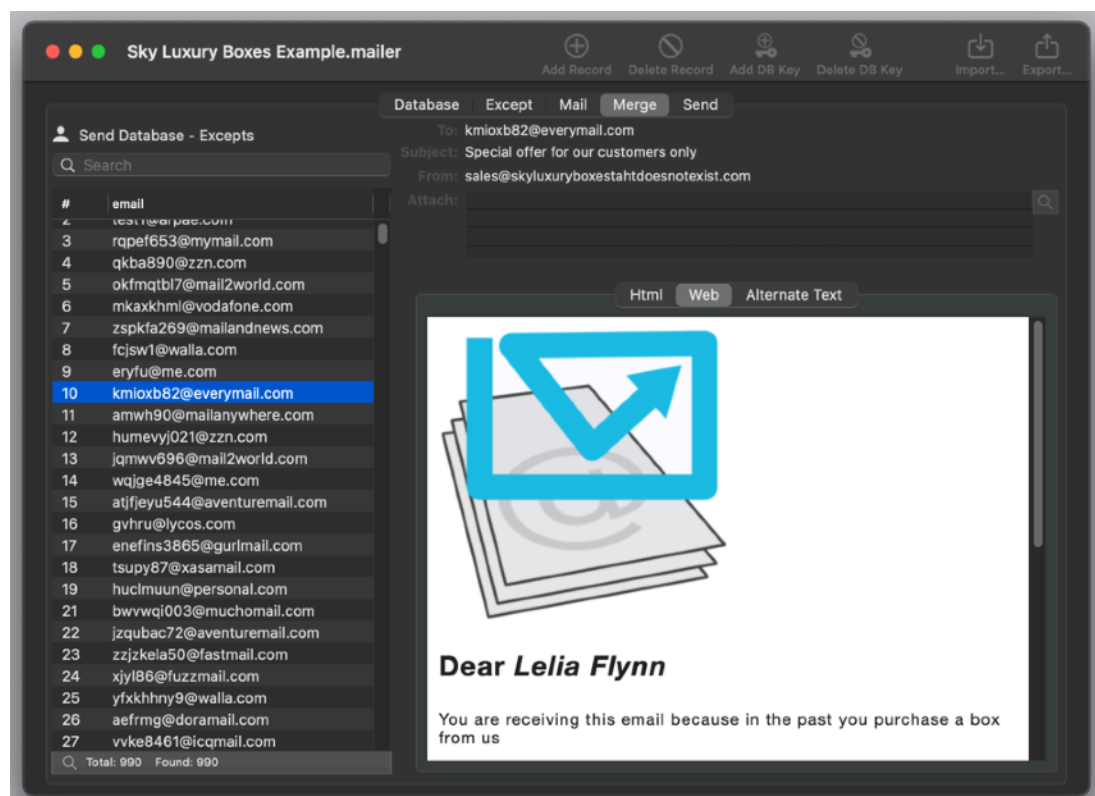 Sky Luxury Boxes Example.mailer
Add Record Delete Record Add DB Key Delete DB Key Import... Export...
Database Except Mail Merge Send
Send Database - Excepts
Search
# email
2 test1@arpae.com
3 rqpef653@mymail.com
4 qkba890@zzn.com
5 okfmqtbl7@mail2world.com
6 mkaxkhml@vodafone.com
7 zspkfa269@mailandnews.com
8 fcjsw1@walla.com
9 eryfu@me.com
10 kmioxb82@everymail.com
11 amwh90@mailanywhere.com
12 humevyj021@zzn.com
13 jqmwv696@mail2world.com
14 wqjge4845@me.com
15 atjfjeyu544@aventuremail.com
16 gvhru@lycos.com
17 enefins3865@gurlmail.com
18 tsupy87@xasamail.com
19 huclmuun@personal.com
21 bwvwqi003@muchomail.com
22 jzqubac72@aventuremail.com
23 zzjzkela50@fastmail.com
24 xjyl86@fuzzmail.com
25 yfxkhhny9@walla.com
26 aefrmg@doramail.com
27 vvke8461@icqmail.com
Total: 990 Found: 990
To: kmioxb82@everymail.com
Subject: Special offer for our customers only
From: sales@skyluxuryboxestahtdoesnotexist.com
Attach:
Html Web Alternate Text
@
Dear Lelia Flynn
You are receiving this email because in the past you purchase a box
from us